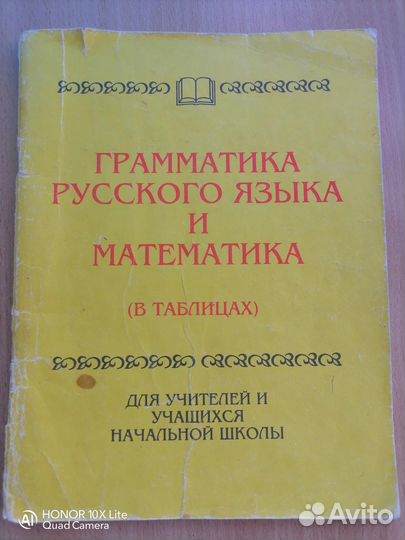 ГРАММАТИКА
РУССКОГО ЯЗЫКА
И
МАТЕМАТИКА
(В ТАБЛИЦАХ)
ДЛЯ УЧИТЕЛЕЙ И
УЧАЩИХСЯ
НАЧАЛЬНОЙ ШКОЛЫ
HONOR 10X Lite
Quad Camera
Avito